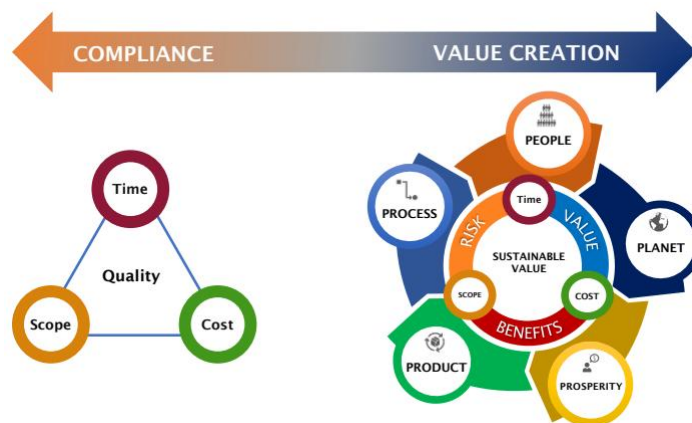 COMPLIANCE
VALUE CREATION
Time
Quality
Scope
Cost
PEOPLE
PROCESS
Time
RISK
VALUE
PLANET
SUSTAINABLE
VALUE
SCOPE
COST
BENEFITS
PRODUCT
PROSPERITY